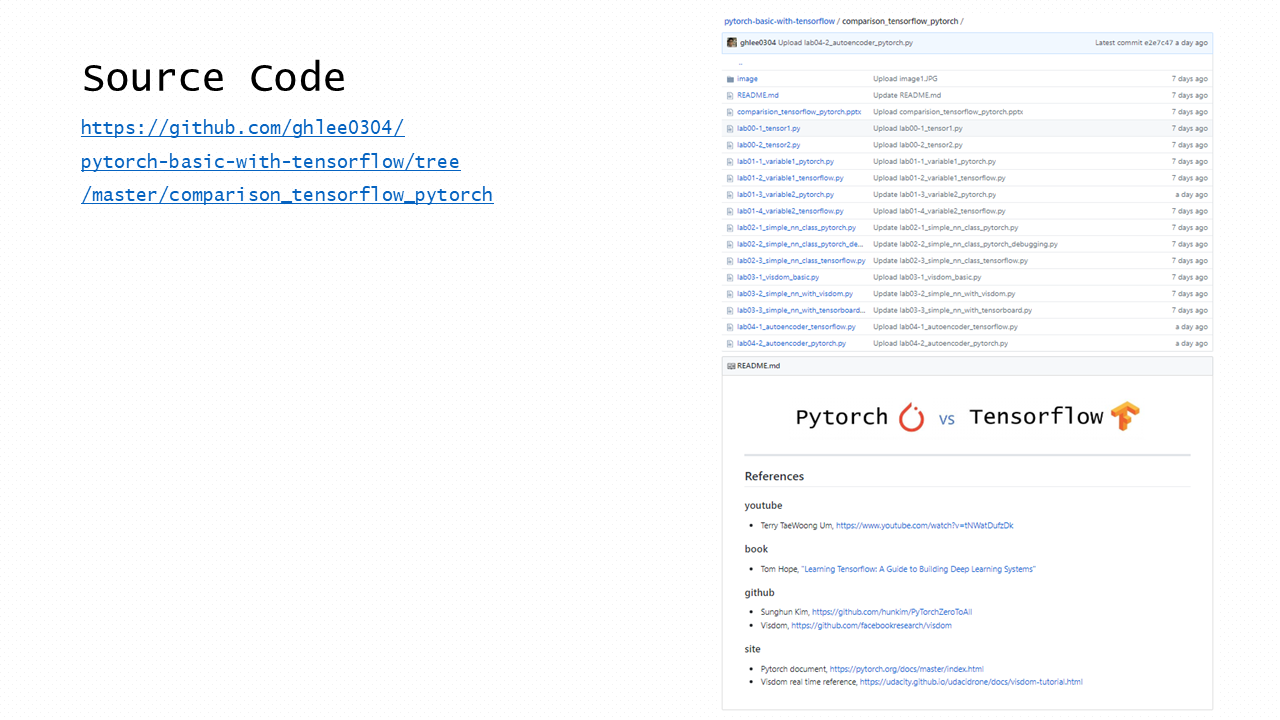 Source Code
https://github.com/ghlee0304/
pytorch-basic-with-tensorflow/tree
/master/comparison_tensorflow_pytorch
pytorch-basic-with-tensorflow / comparison_tensorflow_pytorch /
ghlee0304 Upload lab04-2_autoencoder_pytorch.py Latest commit e2e7c47 a day ago
..
image Upload image1.JPG 7 days ago
README.md Update README.md 7 days ago
comparision_tensorflow_pytorch.pptx Upload comparision_tensorflow_pytorch.pptx 7 days ago
lab00-1_tensor1.py Upload lab00-1_tensor1.py 7 days ago
lab00-2_tensor2.py Upload lab00-2_tensor2.py 7 days ago
lab01-1_variable1_pytorch.py Upload lab01-1_variable1_pytorch.py 7 days ago
lab01-2_variable1_tensorflow.py Upload lab01-2_variable1_tensorflow.py 7 days ago
lab01-3_variable2_pytorch.py Update lab01-3_variable2_pytorch.py a day ago
lab01-4_variable2_tensorflow.py Upload lab01-4_variable2_tensorflow.py 7 days ago
lab02-1_simple_nn_class_pytorch.py Update lab02-1_simple_nn_class_pytorch.py 7 days ago
lab02-2_simple_nn_class_pytorch_de... Update lab02-2_simple_nn_class_pytorch_debugging.py 7 days ago
lab02-3_simple_nn_class_tensorflow.py Update lab02-3_simple_nn_class_tensorflow.py 7 days ago
lab03-1_visdom_basic.py Upload lab03-1_visdom_basic.py 7 days ago
lab03-2_simple_nn_with_visdom.py Update lab03-2_simple_nn_with_visdom.py 7 days ago
lab03-3_simple_nn_with_tensorboard... Update lab03-3_simple_nn_with_tensorboard.py 7 days ago
lab04-1_autoencoder_tensorflow.py Upload lab04-1_autoencoder_tensorflow.py a day ago
lab04-2_autoencoder_pytorch.py Upload lab04-2_autoencoder_pytorch.py a day ago
README.md
Pytorch vs Tensorflow
References
youtube
• Terry TaeWoong Um, https://www.youtube.com/watch?v=tNWatDufzDk
book
• Tom Hope, "Learning Tensorflow: A Guide to Building Deep Learning Systems"
github
• Sunghun Kim, https://github.com/hunkim/PyTorchZeroToAll
• Visdom, https://github.com/facebookresearch/visdom
site
• Pytorch document, https://pytorch.org/docs/master/index.html
• Visdom real time reference, https://udacity.github.io/udacidrone/docs/visdom-tutorial.html